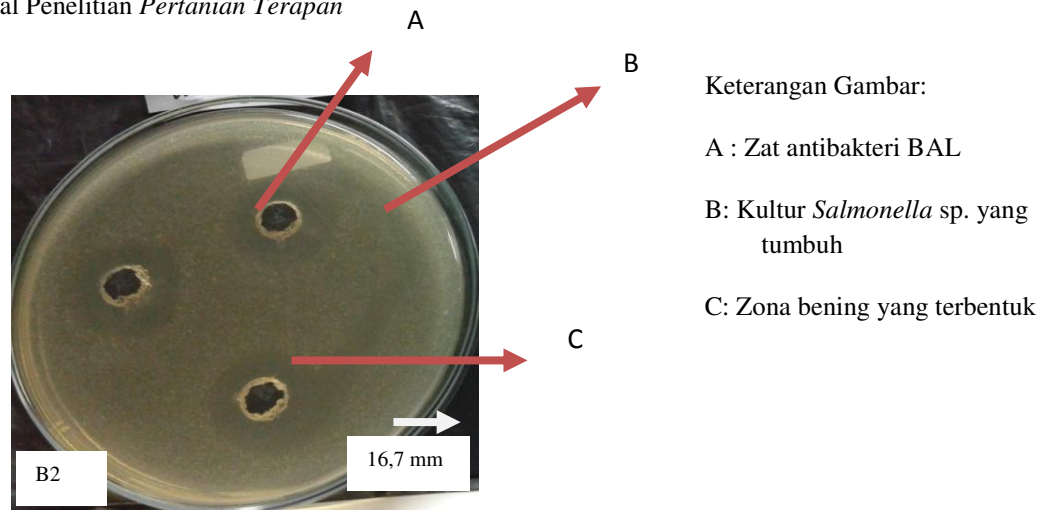 al Penelitian Pertanian Terapan
A
B
Keterangan Gambar:
A : Zat antibakteri BAL
B: Kultur Salmonella sp. yang
tumbuh
C: Zona bening yang terbentuk
C
16,7 mm
B2